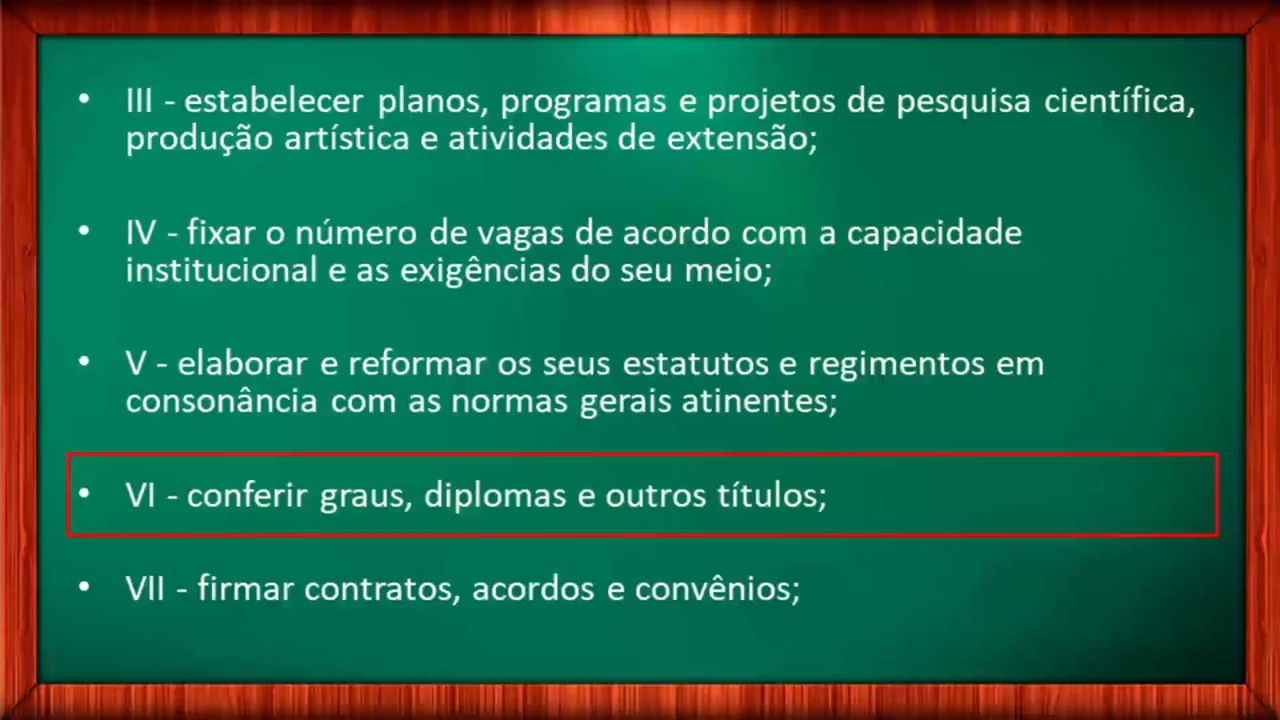 • III - estabelecer planos, programas e projetos de pesquisa científica,
produção artística e atividades de extensão;
• IV - fixar o número de vagas de acordo com a capacidade
institucional e as exigências do seu meio;
• V - elaborar e reformar os seus estatutos e regimentos em
consonância com as normas gerais atinentes;
• VI - conferir graus, diplomas e outros títulos;
• VII - firmar contratos, acordos e convênios;